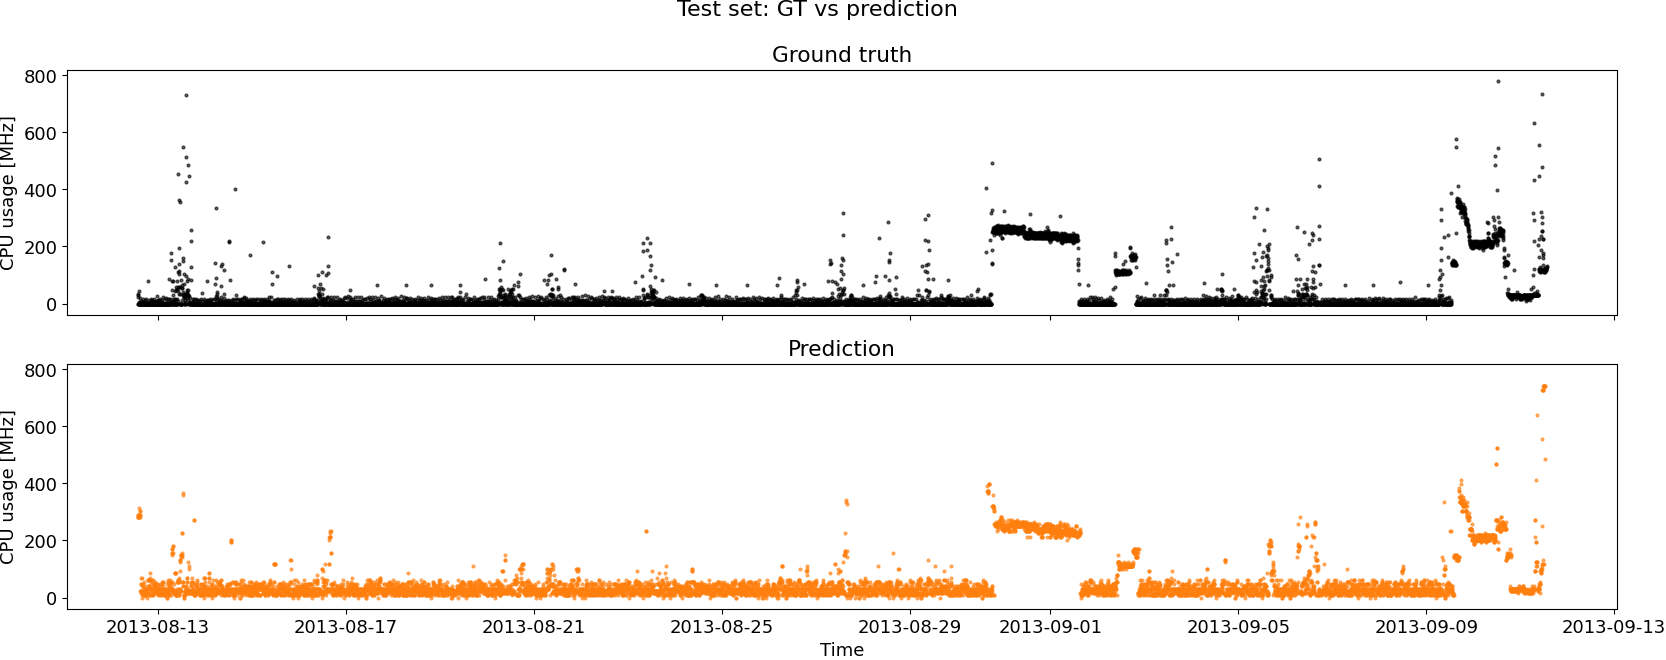 Test set: GT vs prediction
Ground truth
CPU usage [MHz]
800
600
400
200
0
Prediction
CPU usage [MHz]
800
600
400
200
0
2013-08-13 2013-08-17 2013-08-21 2013-08-25 2013-08-29 2013-09-01 2013-09-05 2013-09-09 2013-09-13
Time